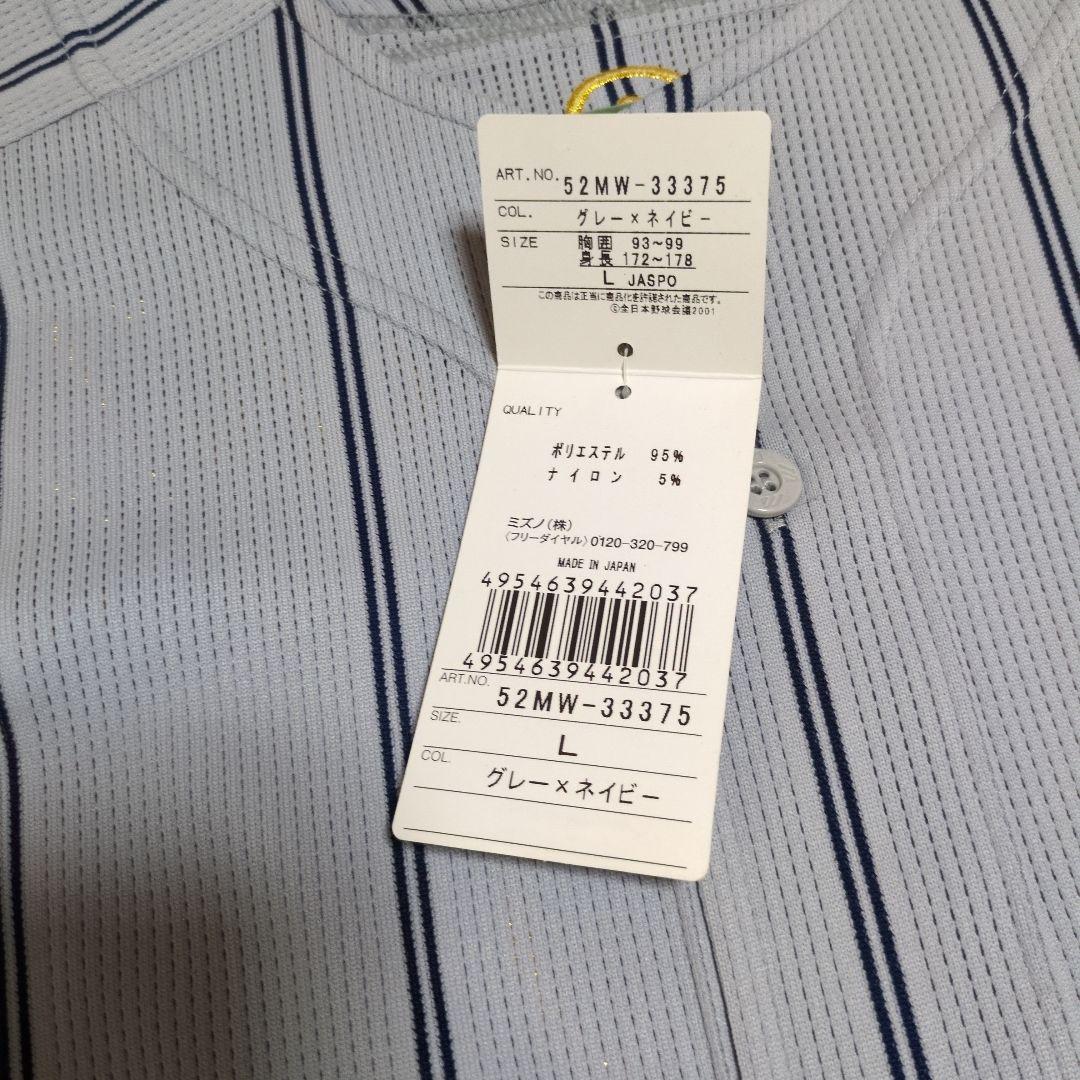 ART.NO. 52MW-33375
COL. グレー×ネイビー
SIZE 胸囲 93~99
身長 172~178
L JASPO
この商品は正当に商品化を許諾された商品です。
©全日本野球会議2001
QUALITY
ポリエステル 95%
ナイロン 5%
ミズノ(株)
〈フリーダイヤル〉0120-320-799
MADE IN JAPAN
4954639442037
4954639442037
ART.NO. 52MW-33375
SIZE. L
COL. グレー×ネイビー